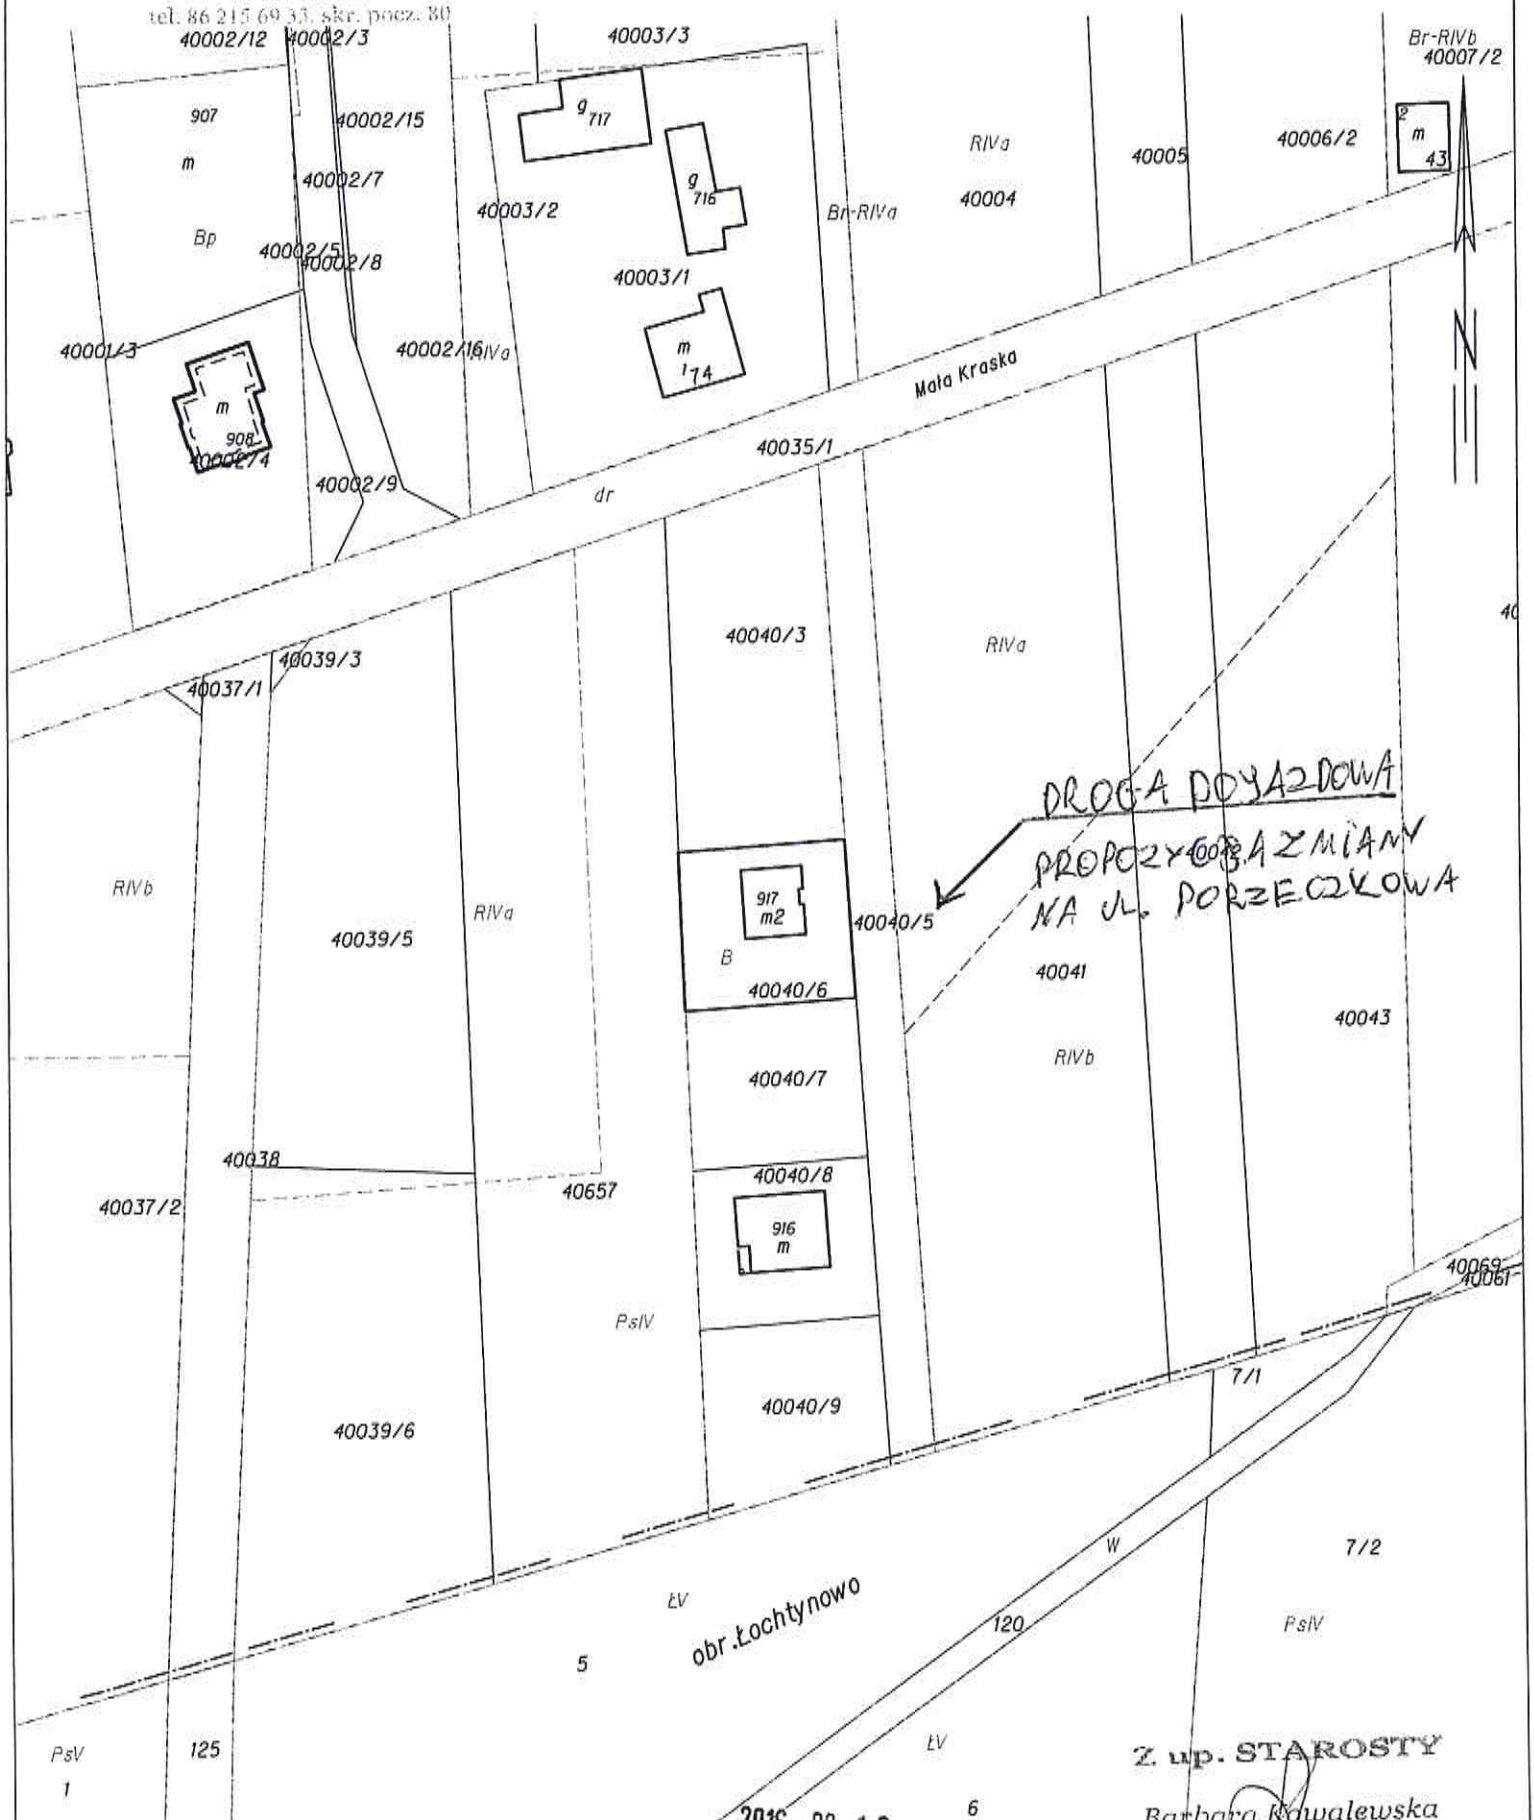 tel. 86 215 69 33, skr. pocz. 80
40002/12 40002/3 40003/3 Br-RIVb
40007/2
907 40002/15 g 717 2 m 43
m 40002/7 g 716 RIVa 40005 40006/2
40003/2 Br-RIVa 40004
Bp 40002/5 40002/8
40003/1
40001/3 40002/16 RIVa m 174 Mała Kraska N
m
908
40002/4
40002/9 dr 40035/1
40040/3 RIVa
40039/3
40037/1
DROGA DOJAZDOWA
PROPOZYCJA ZMIANY
NA UL. PORZECZKOWA
RIVb 40039/5 RIVa 917 m2 40040/5
B
40040/6 40041
40043
40040/7 RIVb
40038 40040/8
40037/2 40657
916
m
40069
40061
PsIV
7/1
40039/6 40040/9
W 7/2
ŁV
obr.Łochtynowo 120 PsIV
5
PsV 125 ŁV Z up. STAROSTY
1
6 Barbara Kowalewska